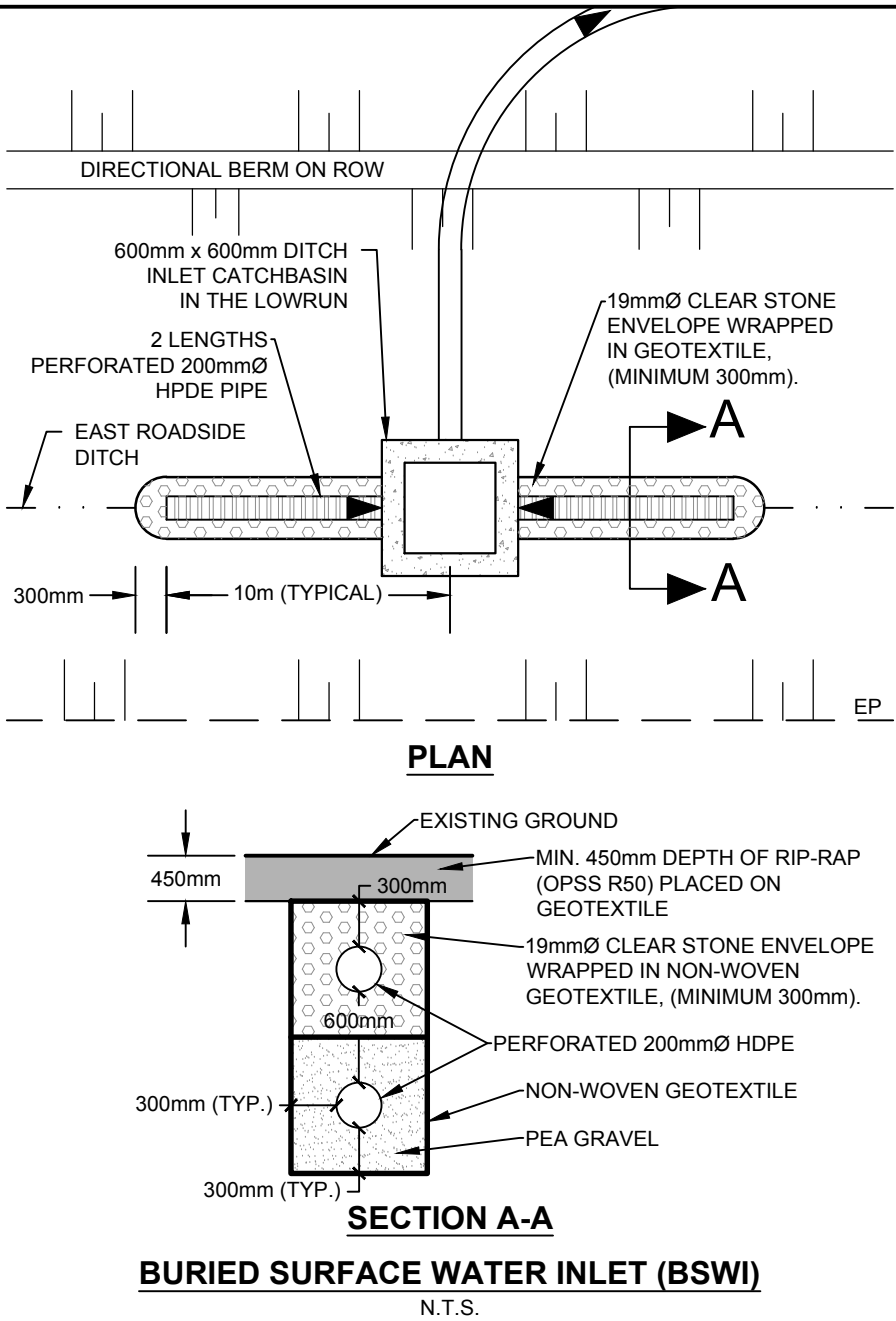 DIRECTIONAL BERM ON ROW
600mm x 600mm DITCH
INLET CATCHBASIN
IN THE LOWRUN
2 LENGTHS
PERFORATED 200mmØ
HPDE PIPE
19mmØ CLEAR STONE
ENVELOPE WRAPPED
IN GEOTEXTILE,
(MINIMUM 300mm).
EAST ROADSIDE
DITCH
A
A
300mm
10m (TYPICAL)
EP
PLAN
EXISTING GROUND
450mm
MIN. 450mm DEPTH OF RIP-RAP
(OPSS R50) PLACED ON
GEOTEXTILE
300mm
19mmØ CLEAR STONE ENVELOPE
WRAPPED IN NON-WOVEN
GEOTEXTILE, (MINIMUM 300mm).
600mm
PERFORATED 200mmØ HDPE
NON-WOVEN GEOTEXTILE
300mm (TYP.)
PEA GRAVEL
300mm (TYP.)
SECTION A-A
BURIED SURFACE WATER INLET (BSWI)
N.T.S.